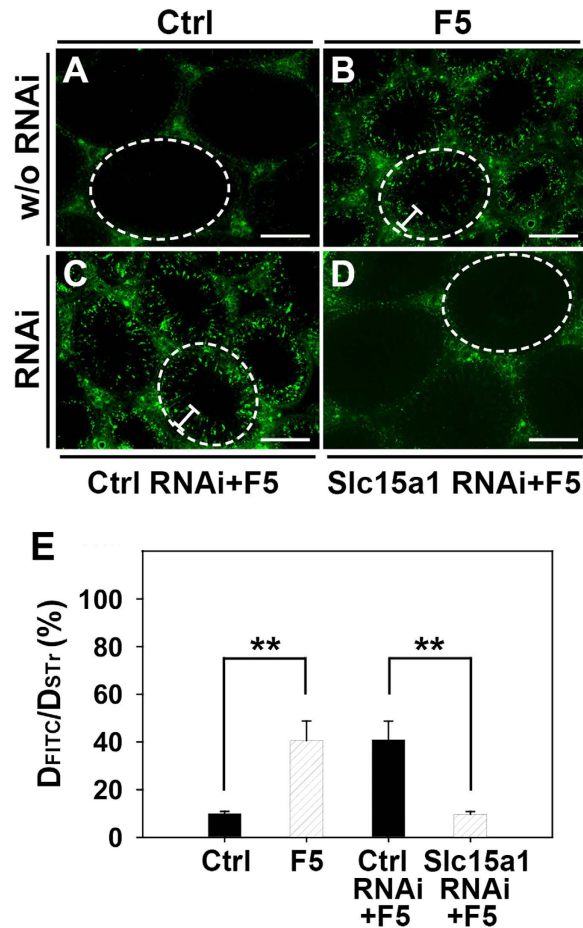 Ctrl
F5
w/o RNAi
A
B
RNAi
C
D
Ctrl RNAi+F5
Slc15a1 RNAi+F5
E
DFITC/DSTr (%)
100
80
60
40
20
0
**
**
Ctrl
F5
Ctrl
RNAi
+F5
Slc15a1
RNAi
+F5